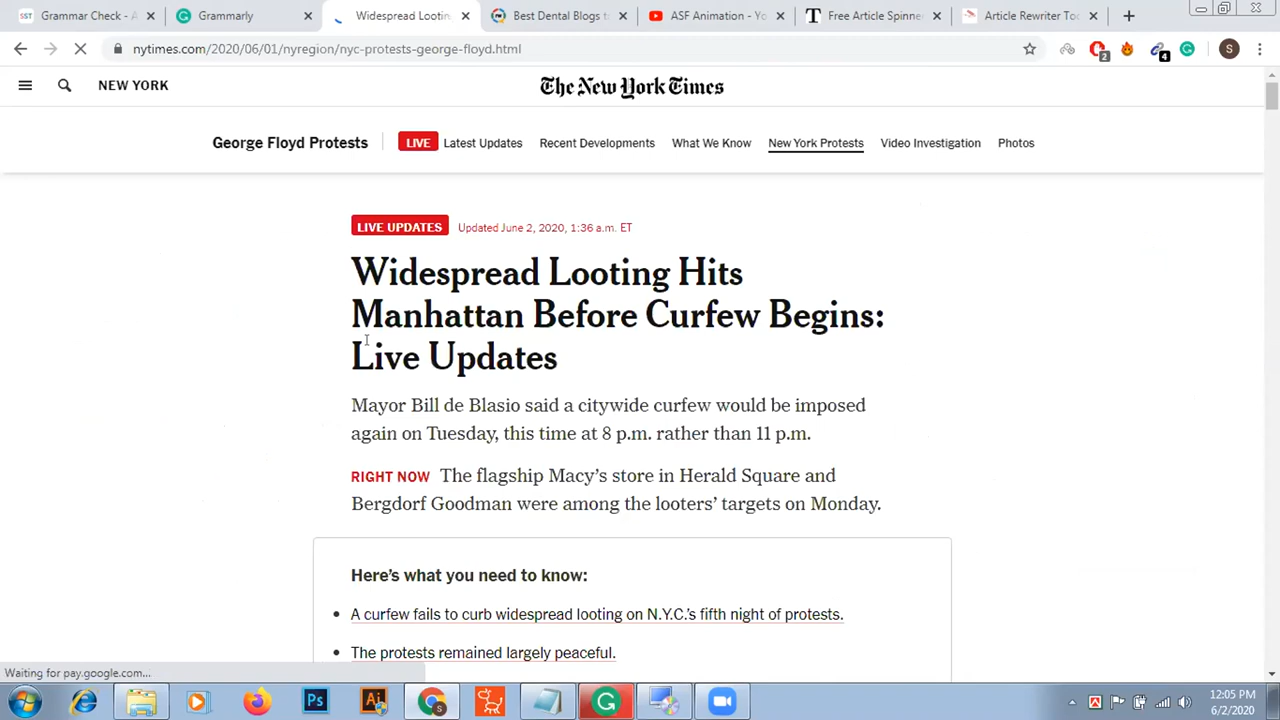 SST Grammar Check - A
Grammarly
Widespread Lootin
Best Dental Blogs t
ASF Animation - Yo
Free Article Spinne
Article Rewriter Too
nytimes.com/2020/06/01/nyregion/nyc-protests-george-floyd.html
2
4
S
NEW YORK
The New York Times
George Floyd Protests
LIVE Latest Updates
Recent Developments
What We Know
New York Protests
Video Investigation
Photos
LIVE UPDATES Updated June 2, 2020, 1:36 a.m. ET
Widespread Looting Hits
Manhattan Before Curfew Begins:
Live Updates
Mayor Bill de Blasio said a citywide curfew would be imposed
again on Tuesday, this time at 8 p.m. rather than 11 p.m.
RIGHT NOW The flagship Macy's store in Herald Square and
Bergdorf Goodman were among the looters' targets on Monday.
Here's what you need to know:
• A curfew fails to curb widespread looting on N.Y.C.'s fifth night of protests.
• The protests remained largely peaceful.
Waiting for pay.google.com...
Ps
Ai
S
G
12:05 PM
6/2/2020